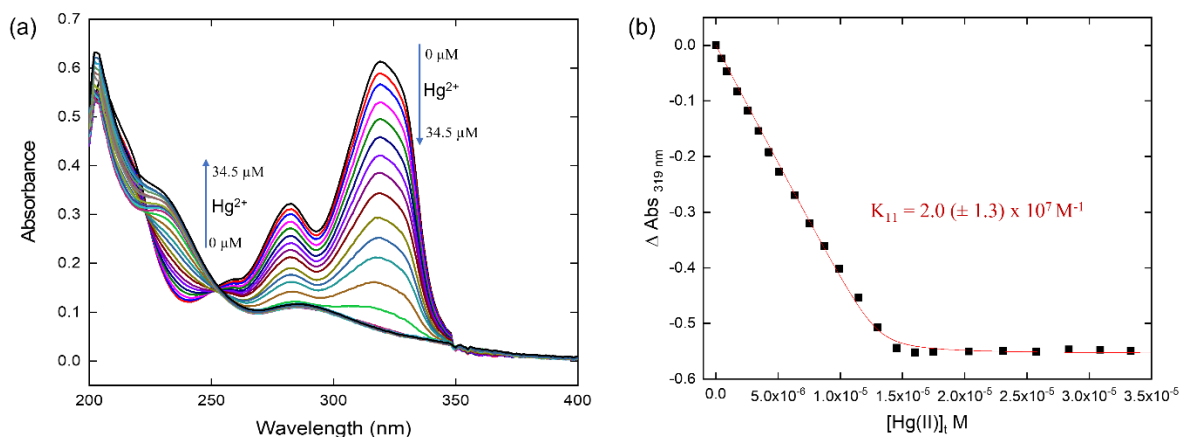 (a)
0.7
0.6
0.5
0.4
0.3
0.2
0.1
0.0
Absorbance
200
250
300
350
400
Wavelength (nm)
0 µM
Hg²⁺
34.5 µM
34.5 µM
Hg²⁺
0 µM
(b)
0.0
-0.1
-0.2
-0.3
-0.4
-0.5
-0.6
Δ Abs 319 nm
K₁₁ = 2.0 (± 1.3) x 10⁷ M⁻¹
0.0
5.0x10⁻⁶
1.0x10⁻⁵
1.5x10⁻⁵
2.0x10⁻⁵
2.5x10⁻⁵
3.0x10⁻⁵
3.5x10⁻⁵
[Hg(II)]ₜ M